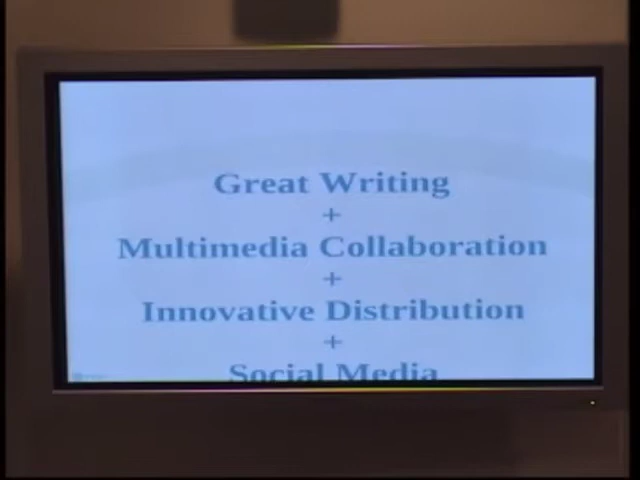 Great Writing
+
Multimedia Collaboration
+
Innovative Distribution
+
Social Media